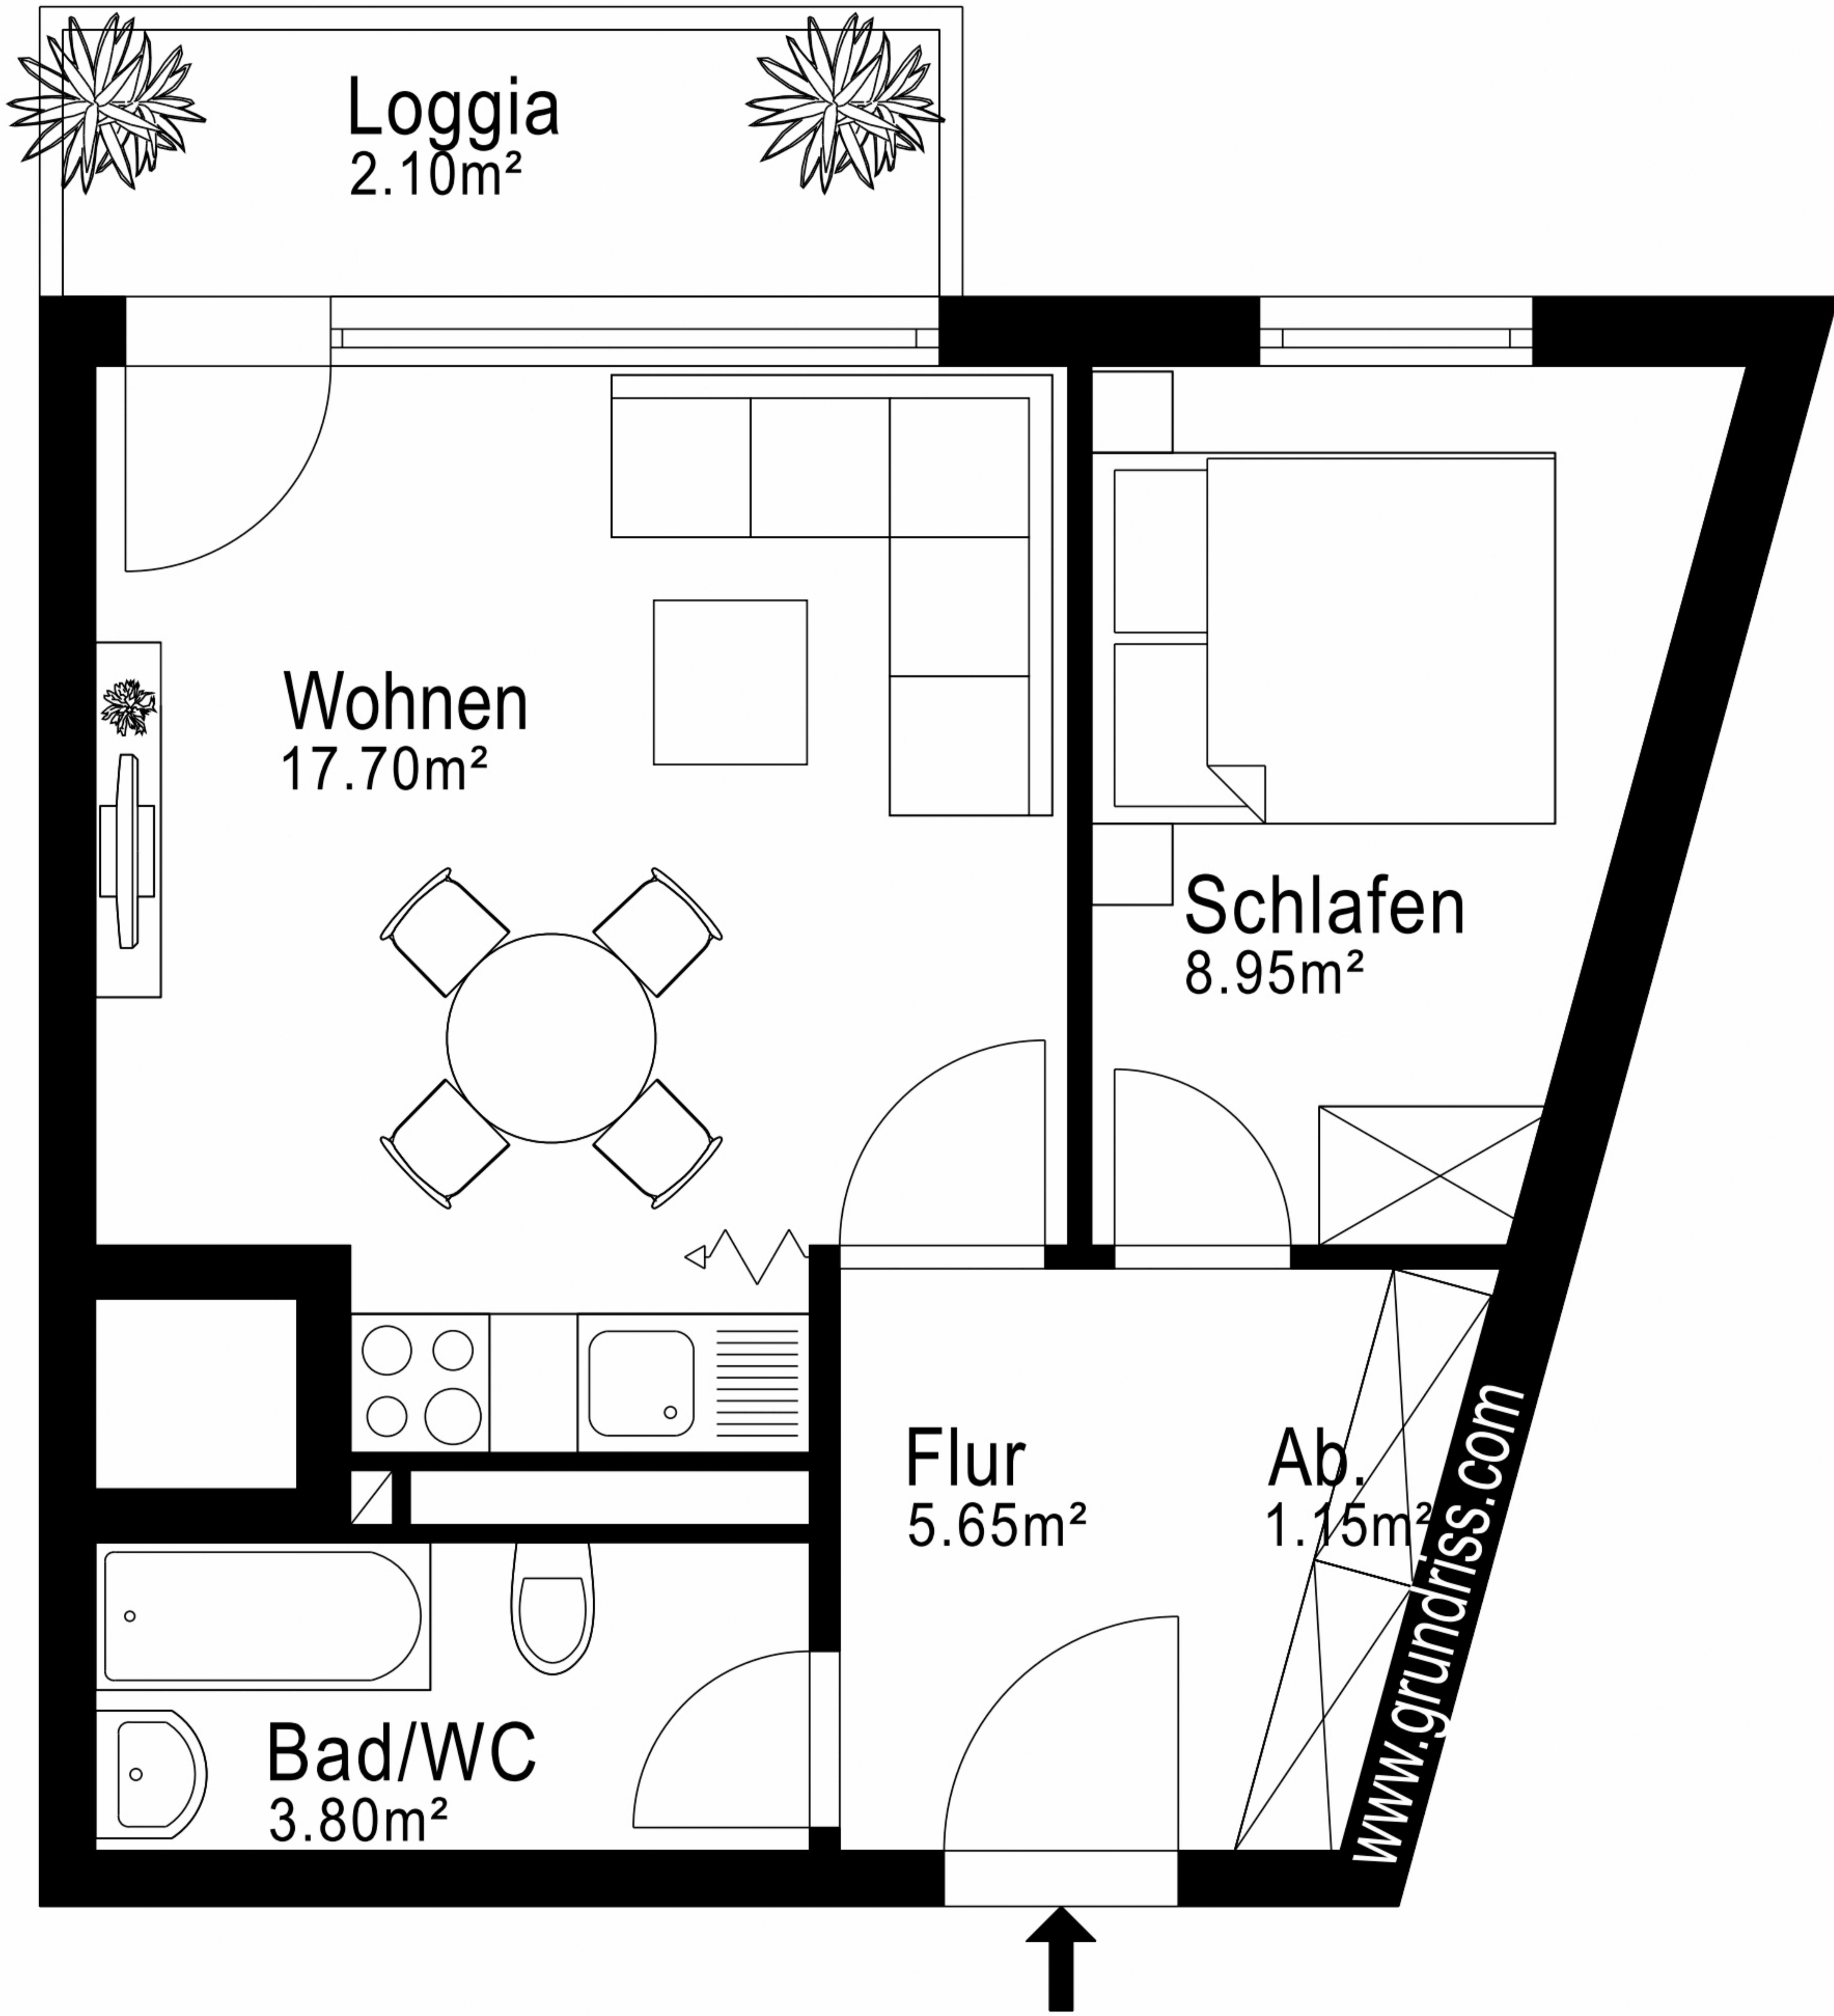 Loggia
2.10m²
Wohnen
17.70m²
Schlafen
8.95m²
Flur
5.65m²
Ab.
1.15m²
Bad/WC
3.80m²
www.grundriss.com